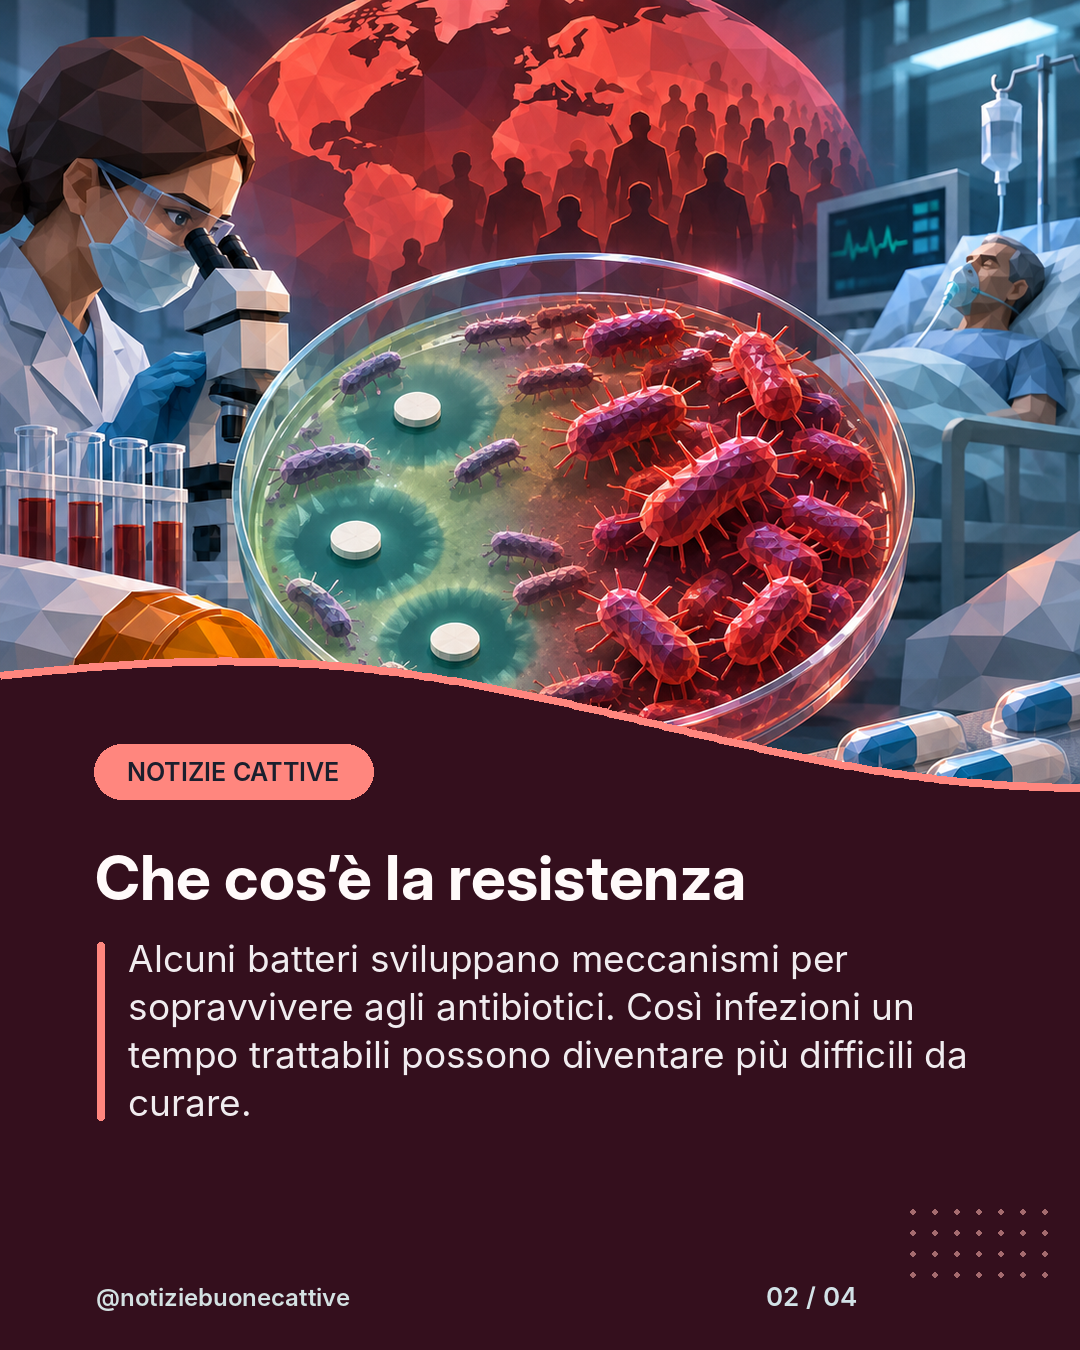 NOTIZIE CATTIVE
Che cos’è la resistenza
Alcuni batteri sviluppano meccanismi per
sopravvivere agli antibiotici. Così infezioni un
tempo trattabili possono diventare più difficili da
curare.
@notiziebuonecattive
02 / 04